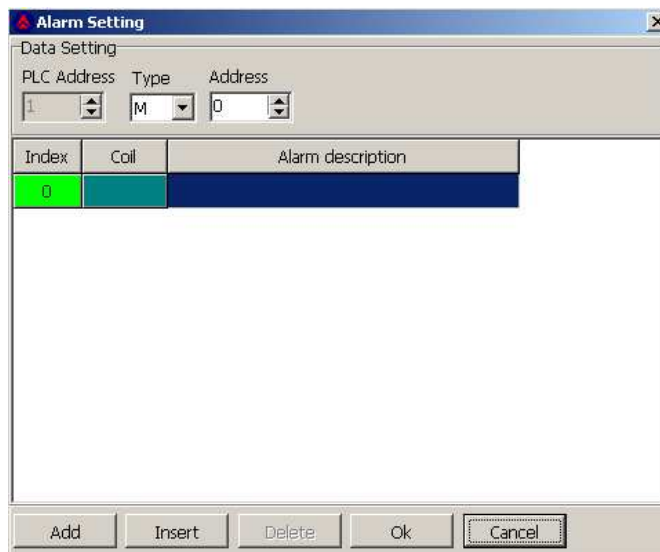 Alarm Setting
Data Setting
PLC Address Type Address
1 M 0
Index Coil Alarm description
0
Add Insert Delete Ok Cancel